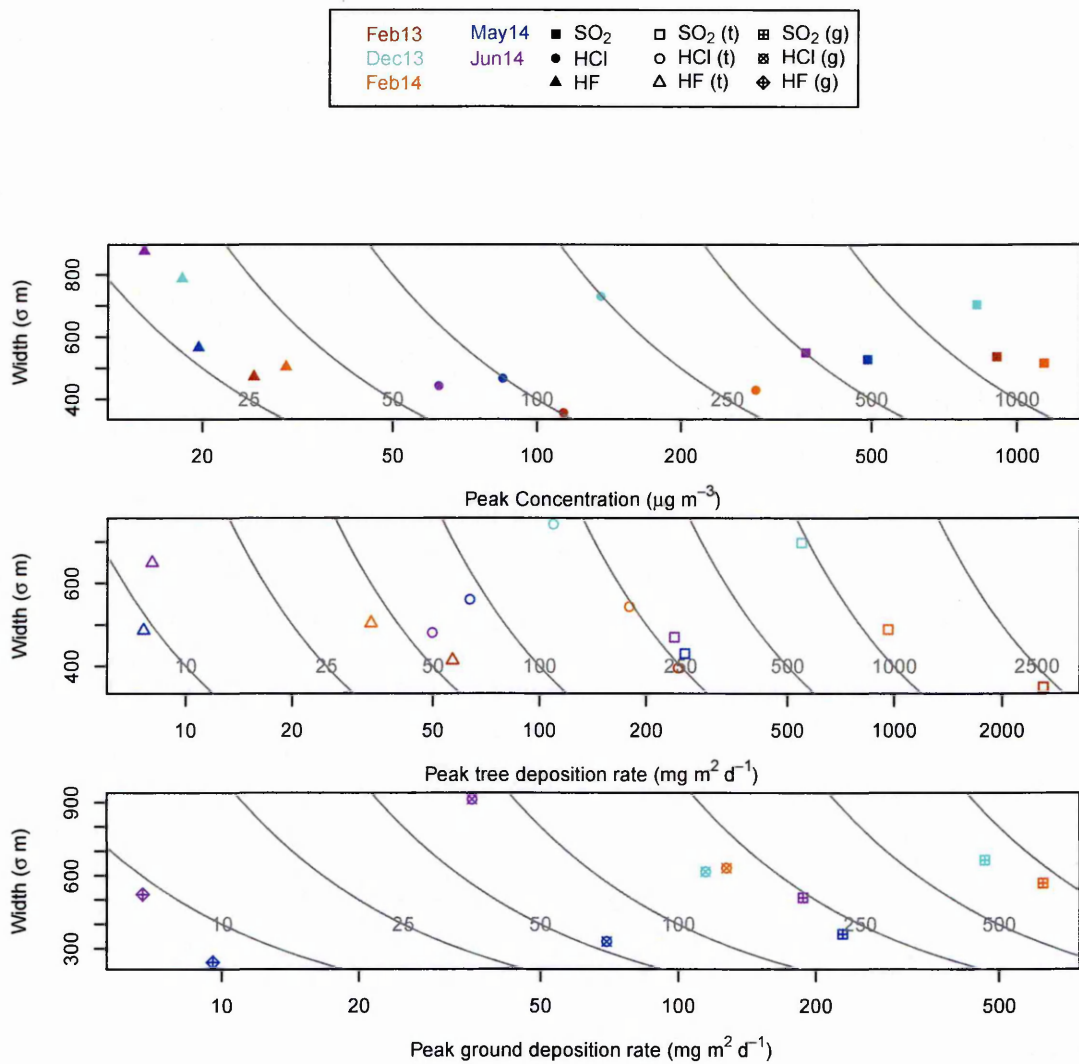 Feb13 May14 SO₂ SO₂ (t) SO₂ (g)
Dec13 Jun14 HCl HCl (t) HCl (g)
Feb14 HF HF (t) HF (g)
Width (σ m)
800
600
400
25 50 100 250 500 1000
20 50 100 200 500 1000
Peak Concentration (µg m⁻³)
Width (σ m)
600
400
10 25 50 100 250 500 1000 2500
10 20 50 100 200 500 1000 2000
Peak tree deposition rate (mg m² d⁻¹)
Width (σ m)
900
600
300
10 25 50 100 250 500
10 20 50 100 200 500
Peak ground deposition rate (mg m² d⁻¹)